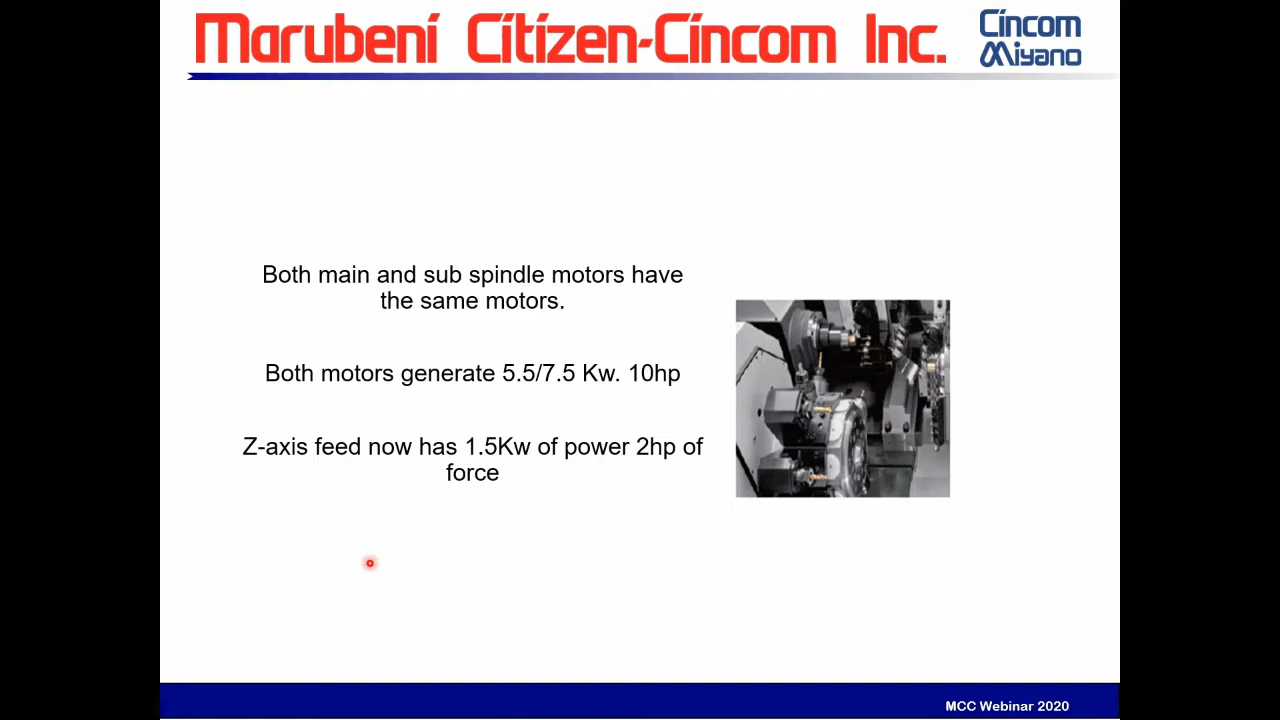 Marubeni Citizen-Cincom Inc.
Cincom
Miyano
Both main and sub spindle motors have
the same motors.
Both motors generate 5.5/7.5 Kw. 10hp
Z-axis feed now has 1.5Kw of power 2hp of
force
MCC Webinar 2020